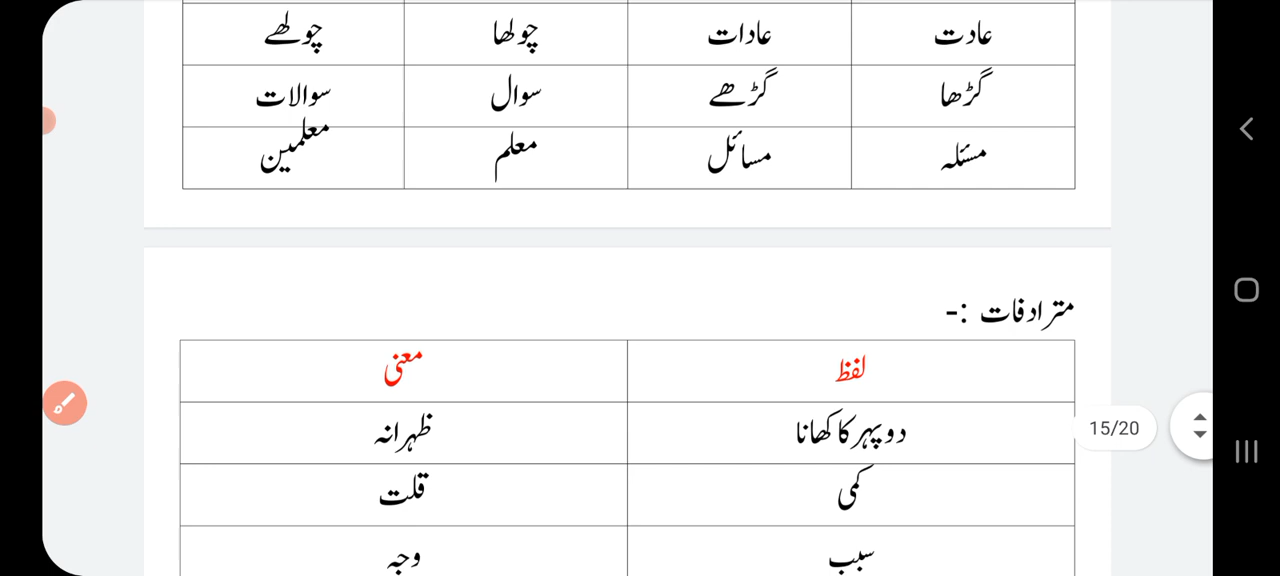 عادت عادات چولھا چولھے
گڑھا گڑھے سوال سوالات
مسئلہ مسائل معلم معلمین
مترادفات :-
لفظ معنی
دوپہر کا کھانا ظہرانہ
کمی قلت
15/20
سبب وجہ